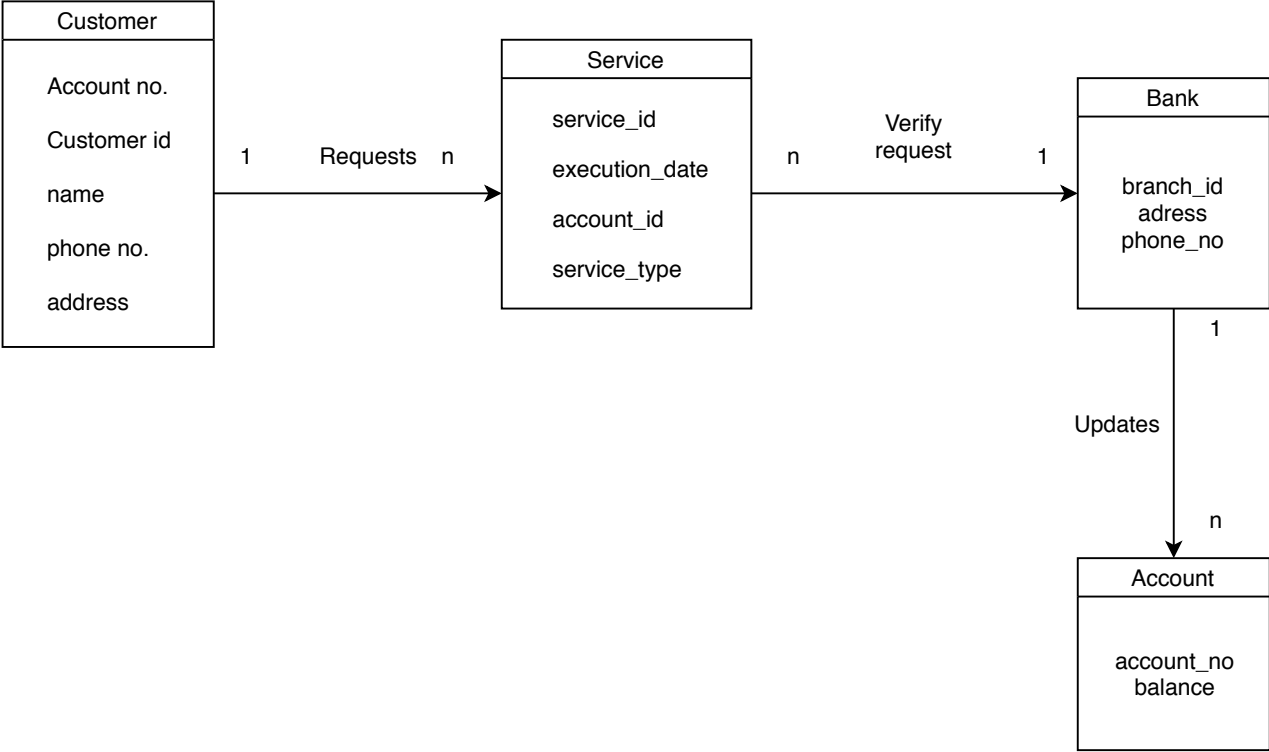 Customer
Account no.
Customer id
name
phone no.
address
1
Requests
n
Service
service_id
execution_date
account_id
service_type
n
Verify
request
1
Bank
branch_id
adress
phone_no
1
Updates
n
Account
account_no
balance